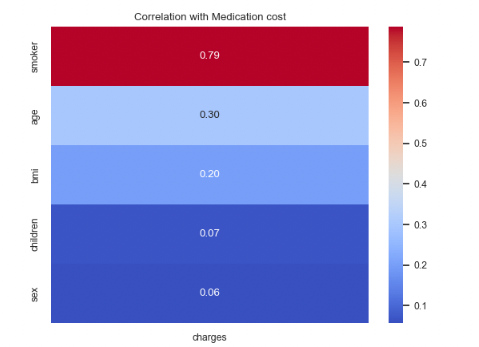 Correlation with Medication cost
smoker
0.79
age
0.30
bmi
0.20
children
0.07
sex
0.06
charges
0.7
0.6
0.5
0.4
0.3
0.2
0.1